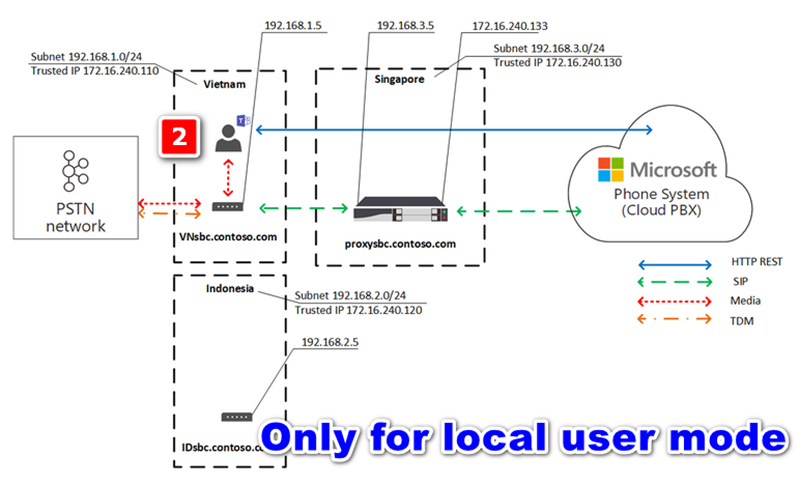 192.168.1.5
192.168.3.5
172.16.240.133
Subnet 192.168.1.0/24
Trusted IP 172.16.240.110
Subnet 192.168.3.0/24
Trusted IP 172.16.240.130
Vietnam
Singapore
2
PSTN
network
Microsoft
Phone System
(Cloud PBX)
VNsbc.contoso.com
proxysbc.contoso.com
HTTP REST
SIP
Media
TDM
Indonesia
Subnet 192.168.2.0/24
Trusted IP 172.16.240.120
192.168.2.5
IDsbc.contoso.c
Only for local user mode